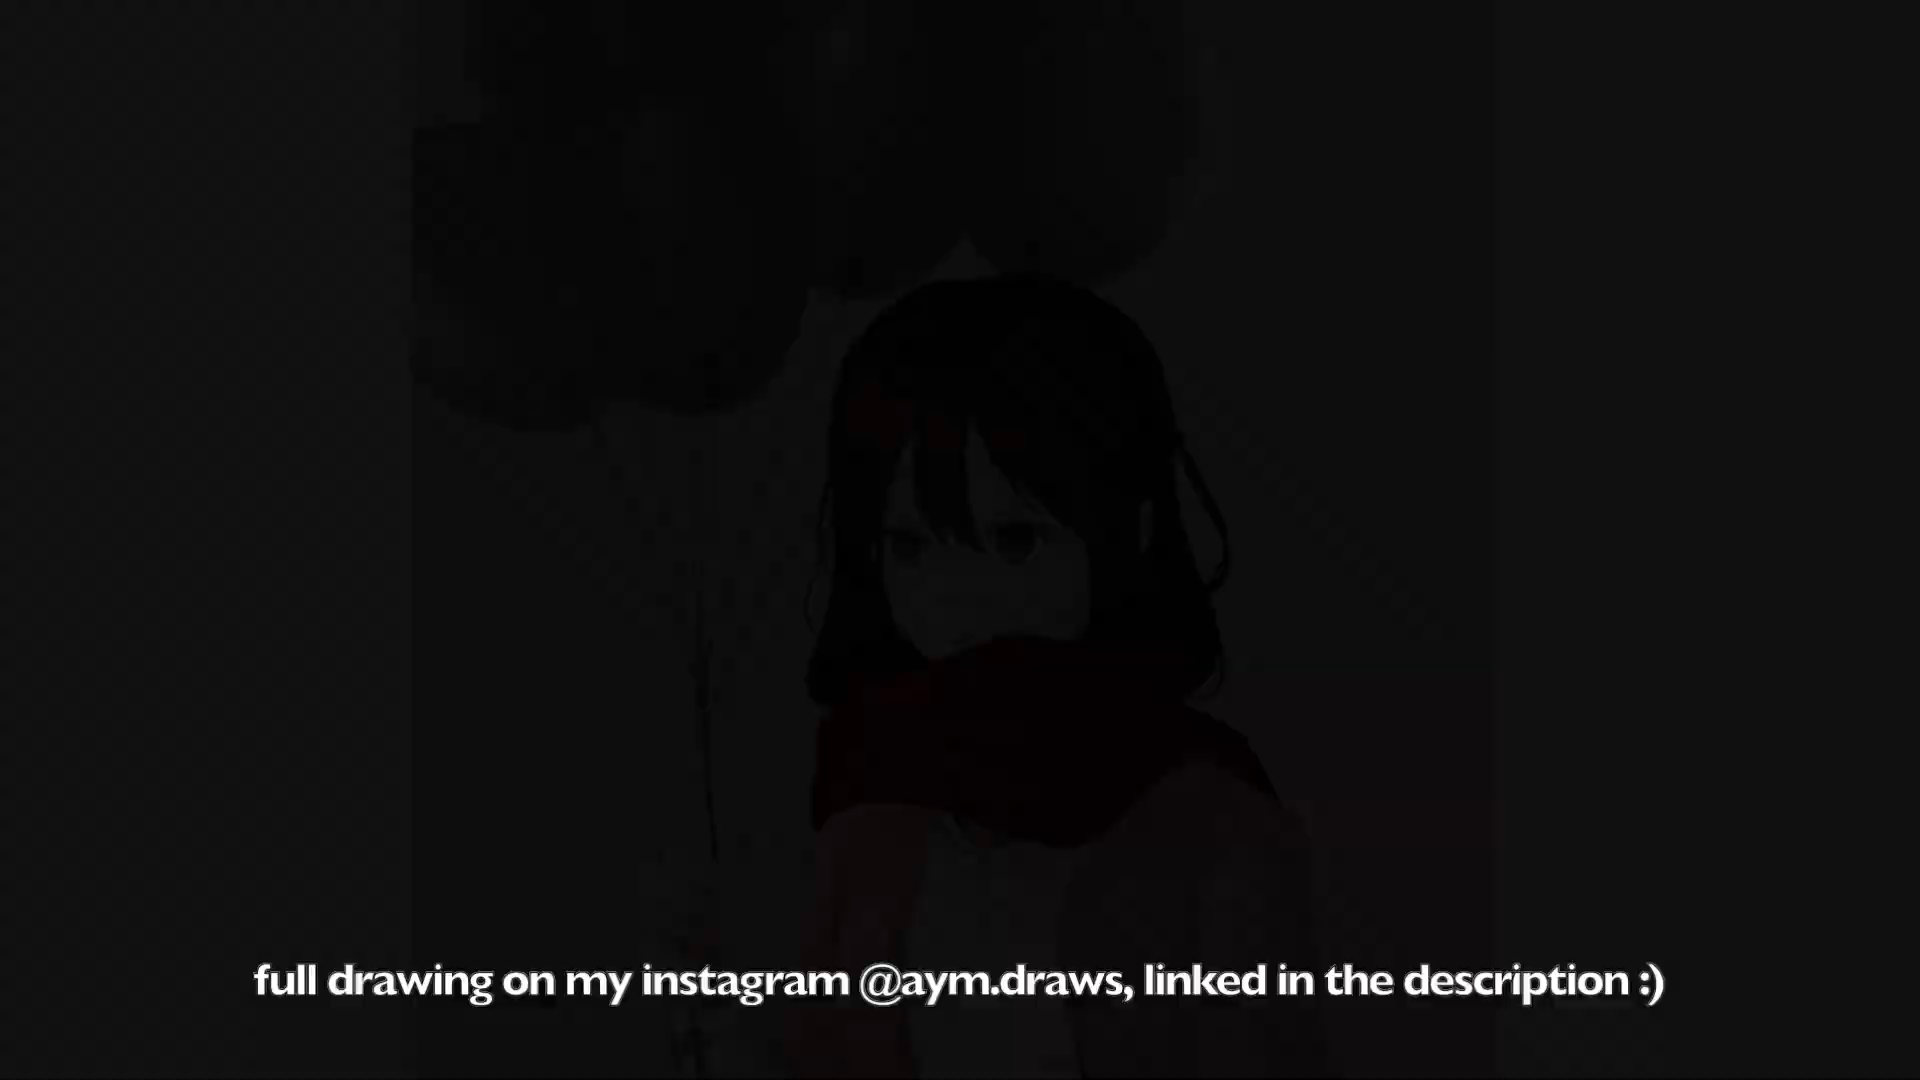 full drawing on my instagram @aym.draws, linked in the description :)